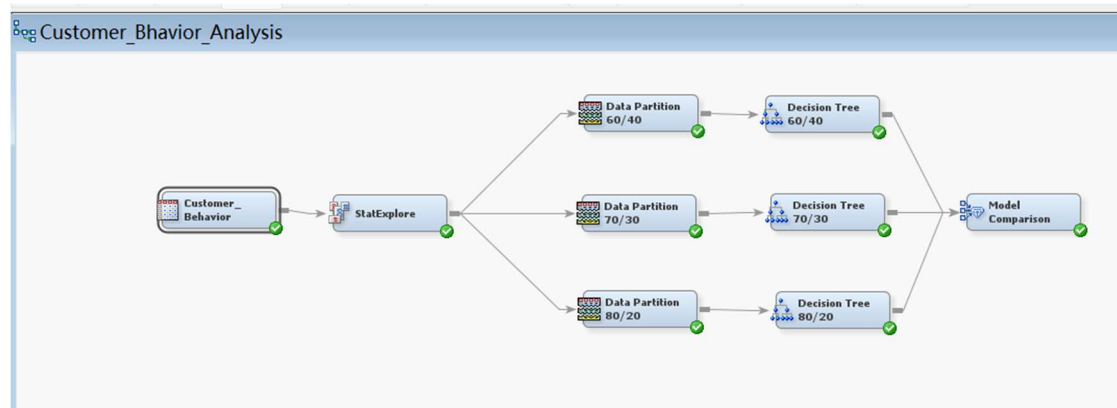 Customer_Bhavior_Analysis
Data Partition
60/40
Decision Tree
60/40
Customer_
Behavior
StatExplore
Data Partition
70/30
Decision Tree
70/30
Model
Comparison
Data Partition
80/20
Decision Tree
80/20